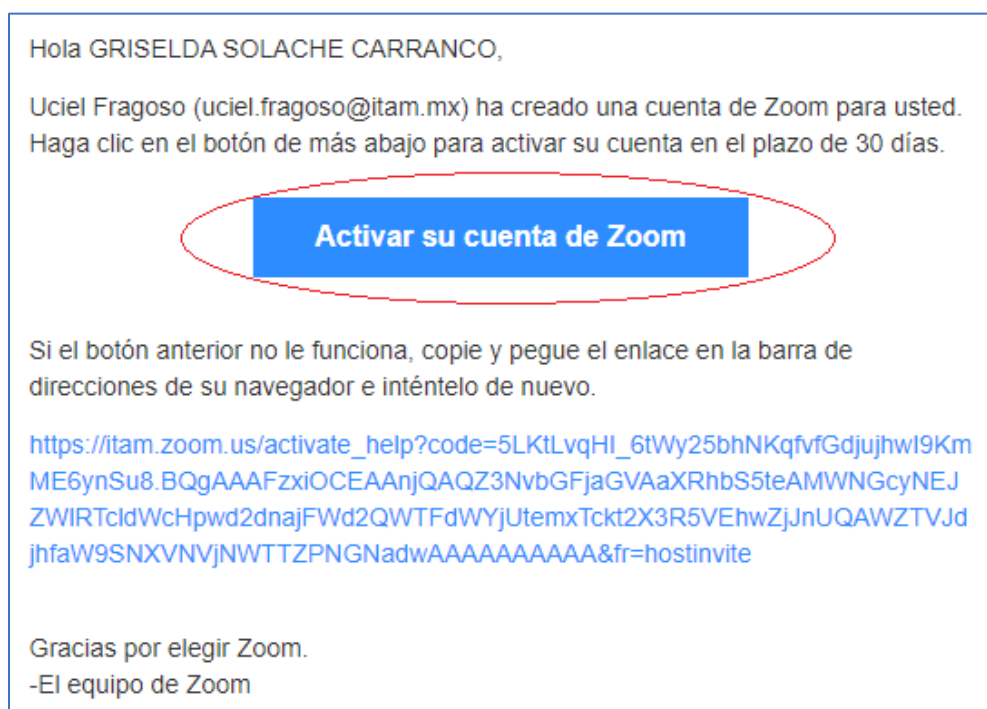 Hola GRISELDA SOLACHE CARRANCO,
Uciel Fragoso (uciel.fragoso@itam.mx) ha creado una cuenta de Zoom para usted.
Haga clic en el botón de más abajo para activar su cuenta en el plazo de 30 días.
Activar su cuenta de Zoom
Si el botón anterior no le funciona, copie y pegue el enlace en la barra de
direcciones de su navegador e inténtelo de nuevo.
https://itam.zoom.us/activate_help?code=5LKtLvqHI_6tWy25bhNKqfvfGdjujhwI9Km
ME6ynSu8.BQgAAAFzxiOCEAAnjQAQZ3NvbGFjaGVAaXRhbS5teAMWNGcyNEJ
ZWlRTcldWcHpwd2dnajFWd2QWTFdWYjUtemxTckt2X3R5VEhwZjJnUQAWZTVJd
jhfaW9SNXVNVjNWTTZPNGNadwAAAAAAAAAA&fr=hostinvite
Gracias por elegir Zoom.
-El equipo de Zoom